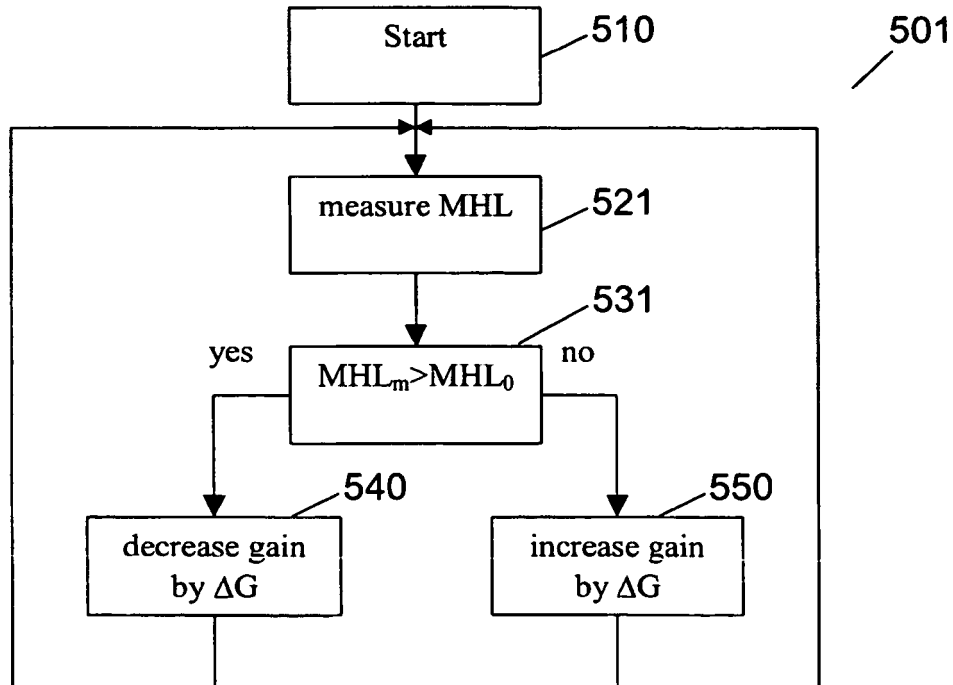 Start
510
501
measure MHL
521
531
yes
no
MHLₘ>MHL₀
540
550
decrease gain
by ΔG
increase gain
by ΔG